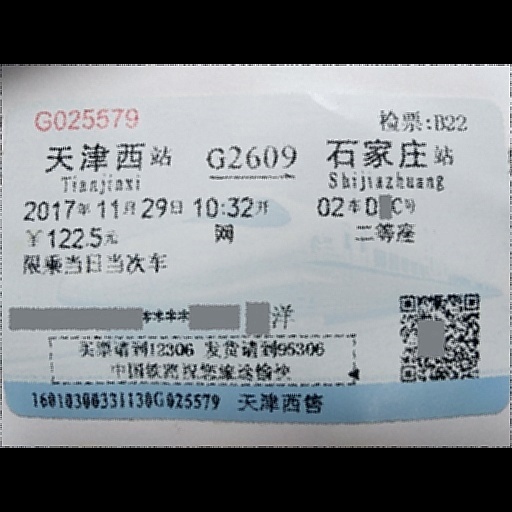 G025579 检票:B22
天津西站 G2609 石家庄站
Tianjinxi Shijiazhuang
2017年11月29日 10:32开 02车0 C号
¥122.5元 网 二等座
限乘当日当次车
**** 洋
买票请到12306 发货请到95306
中国铁路祝您旅途愉快
16010300331130G025579 天津西售